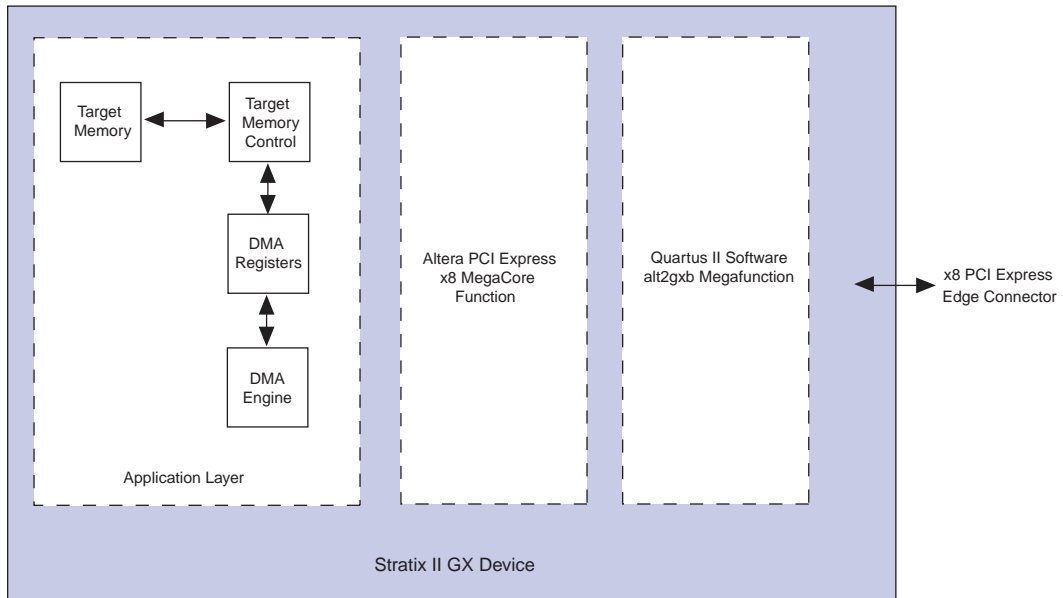 Target
Memory
Target
Memory
Control
DMA
Registers
DMA
Engine
Application Layer
Altera PCI Express
x8 MegaCore
Function
Quartus II Software
alt2gxb Megafunction
x8 PCI Express
Edge Connector
Stratix II GX Device